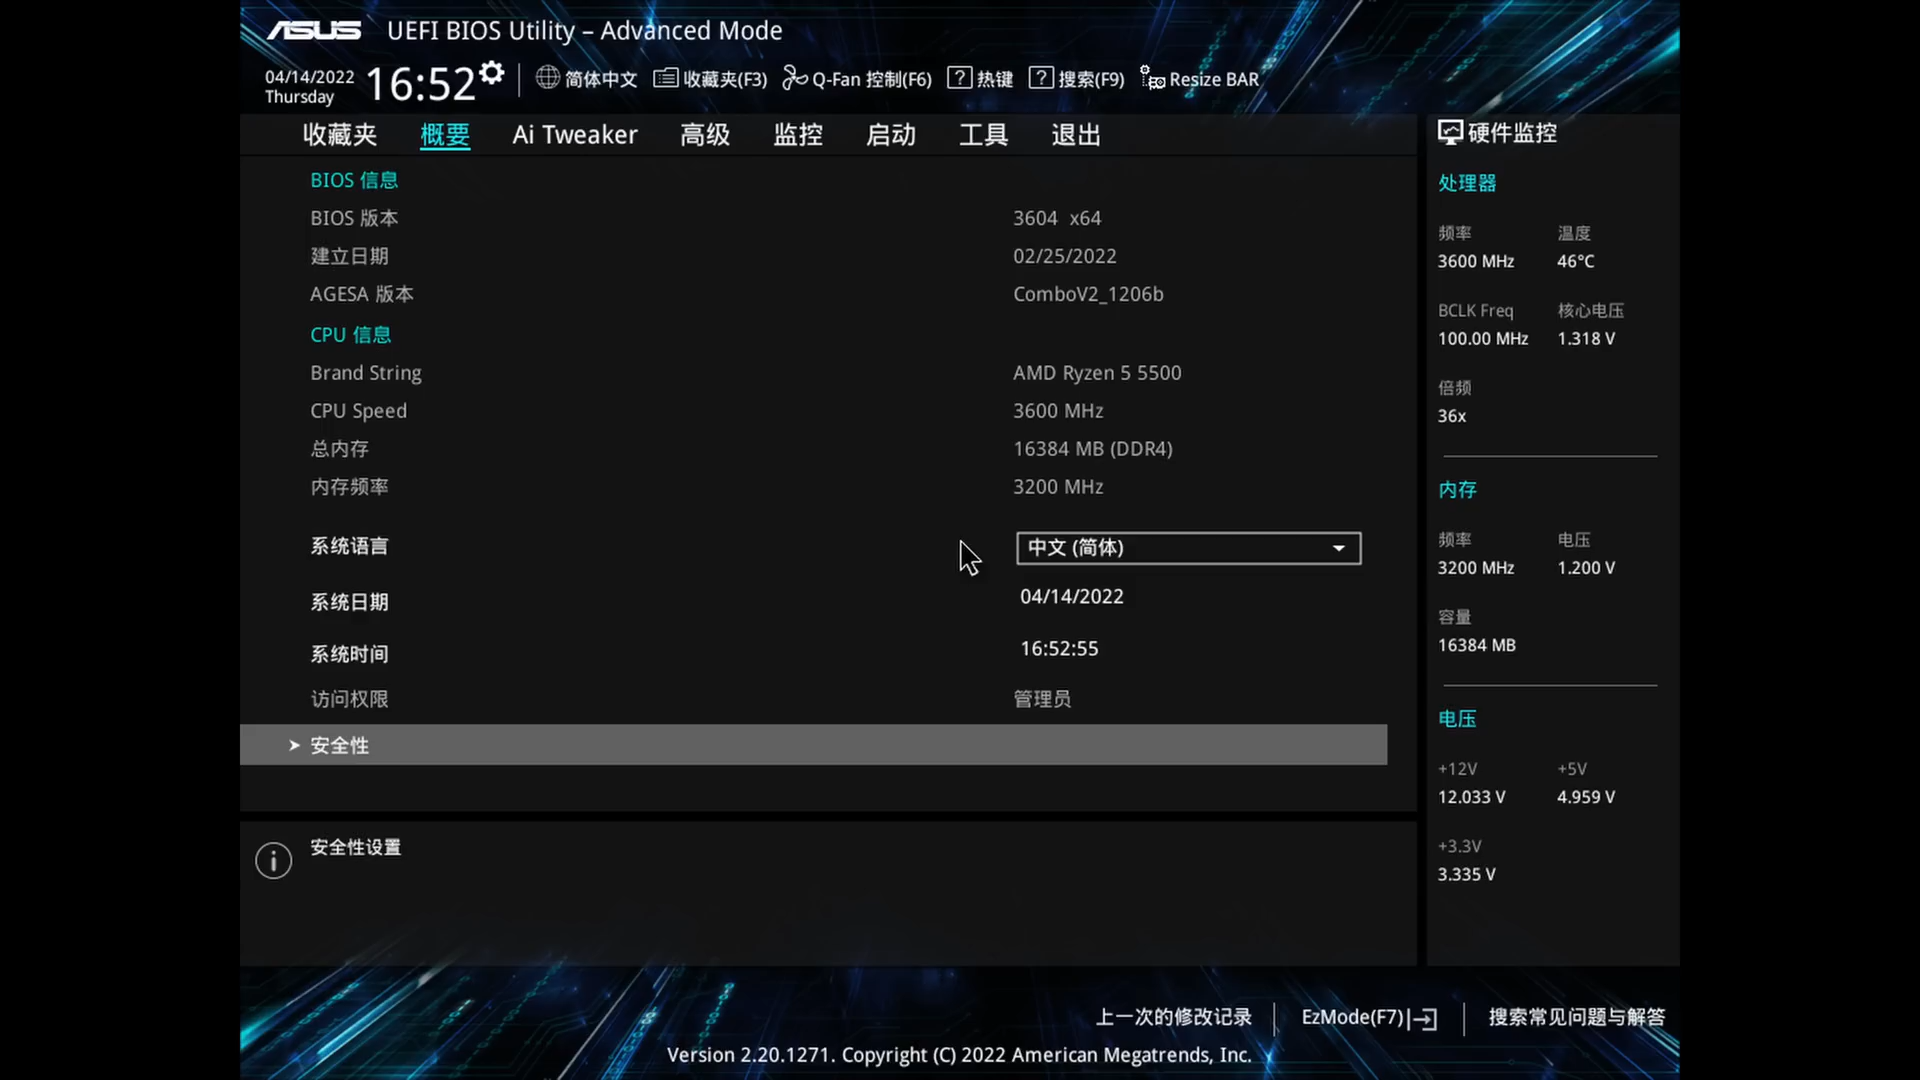 ASUS UEFI BIOS Utility – Advanced Mode
04/14/2022
Thursday
16:52
简体中文 收藏夹(F3) Q-Fan 控制(F6) ? 热键 ? 搜索(F9) Resize BAR
收藏夹 概要 Ai Tweaker 高级 监控 启动 工具 退出
BIOS 信息
BIOS 版本 3604 x64
建立日期 02/25/2022
AGESA 版本 ComboV2_1206b
CPU 信息
Brand String AMD Ryzen 5 5500
CPU Speed 3600 MHz
总内存 16384 MB (DDR4)
内存频率 3200 MHz
系统语言 中文 (简体)
系统日期 04/14/2022
系统时间 16:52:55
访问权限 管理员
安全性
安全性设置
硬件监控
处理器
频率 温度
3600 MHz 46°C
BCLK Freq 核心电压
100.00 MHz 1.318 V
倍频
36x
内存
频率 电压
3200 MHz 1.200 V
容量
16384 MB
电压
+12V +5V
12.033 V 4.959 V
+3.3V
3.335 V
上一次的修改记录 EzMode(F7) 搜索常见问题与解答
Version 2.20.1271. Copyright (C) 2022 American Megatrends, Inc.